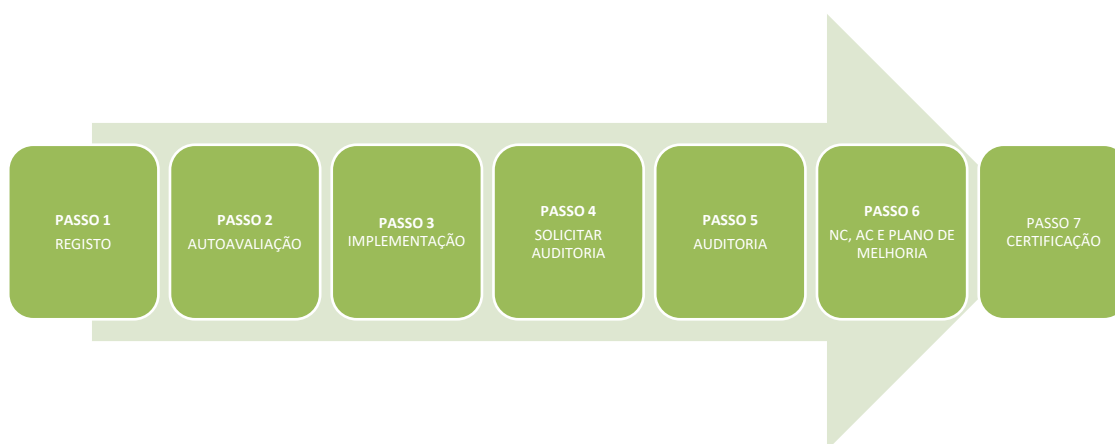 PASSO 1
REGISTO
PASSO 2
AUTOAVALIAÇÃO
PASSO 3
IMPLEMENTAÇÃO
PASSO 4
SOLICITAR
AUDITORIA
PASSO 5
AUDITORIA
PASSO 6
NC, AC E PLANO DE
MELHORIA
PASSO 7
CERTIFICAÇÃO